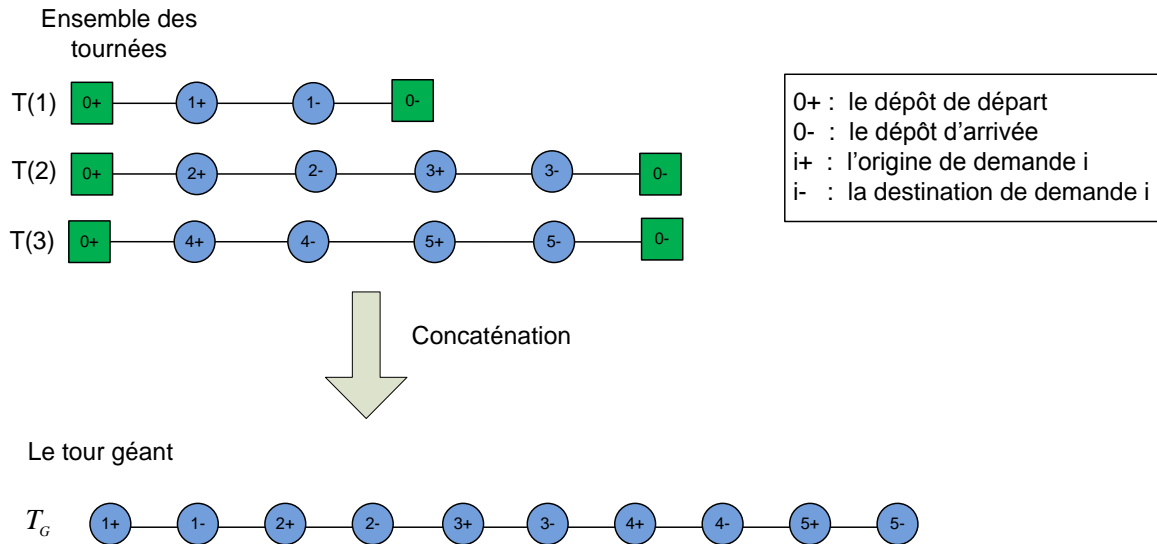 Ensemble des
tournées
T(1) 0+ 1+ 1- 0-
T(2) 0+ 2+ 2- 3+ 3- 0-
T(3) 0+ 4+ 4- 5+ 5- 0-
0+ : le dépôt de départ
0- : le dépôt d'arrivée
i+ : l'origine de demande i
i- : la destination de demande i
Concaténation
Le tour géant
T_G 1+ 1- 2+ 2- 3+ 3- 4+ 4- 5+ 5-